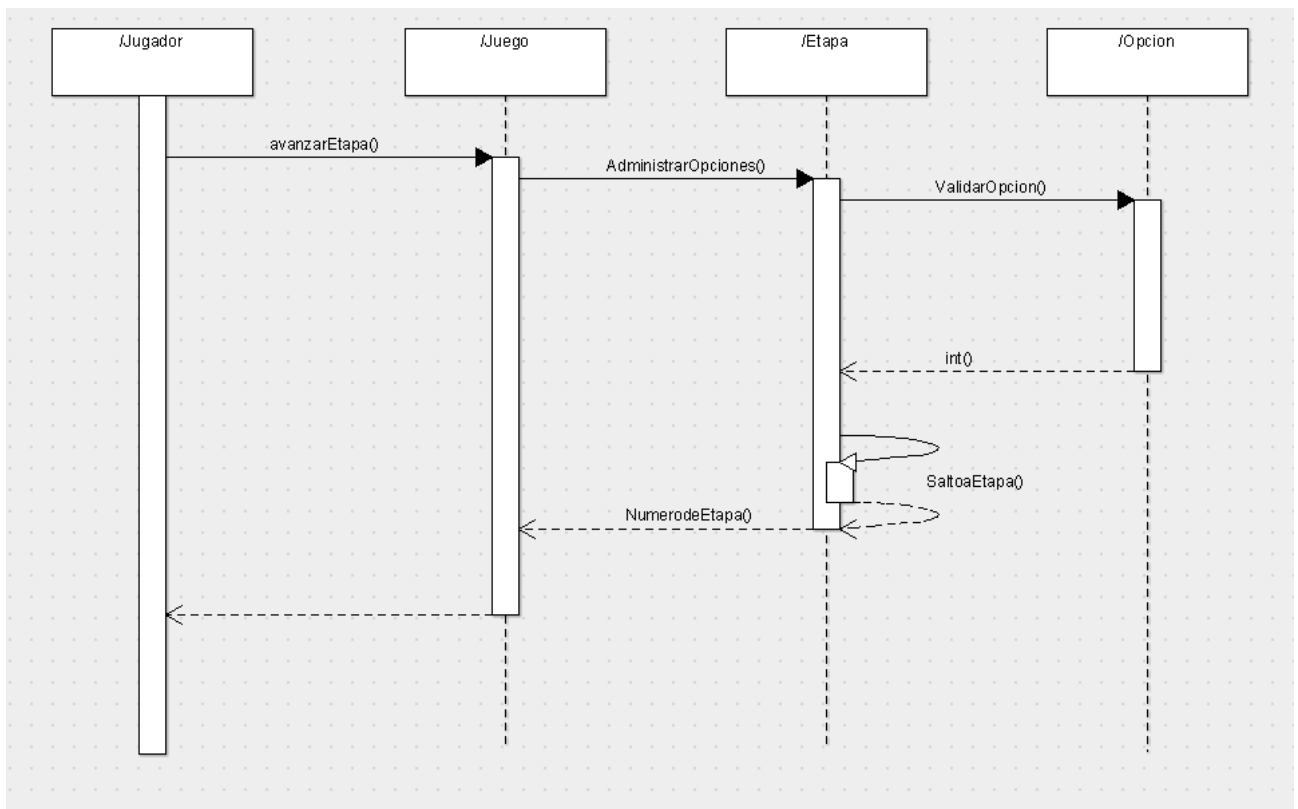 /Jugador
/Juego
/Etapa
/Opcion
avanzarEtapa()
AdministrarOpciones()
ValidarOpcion()
int()
SaltoaEtapa()
NumerodeEtapa()